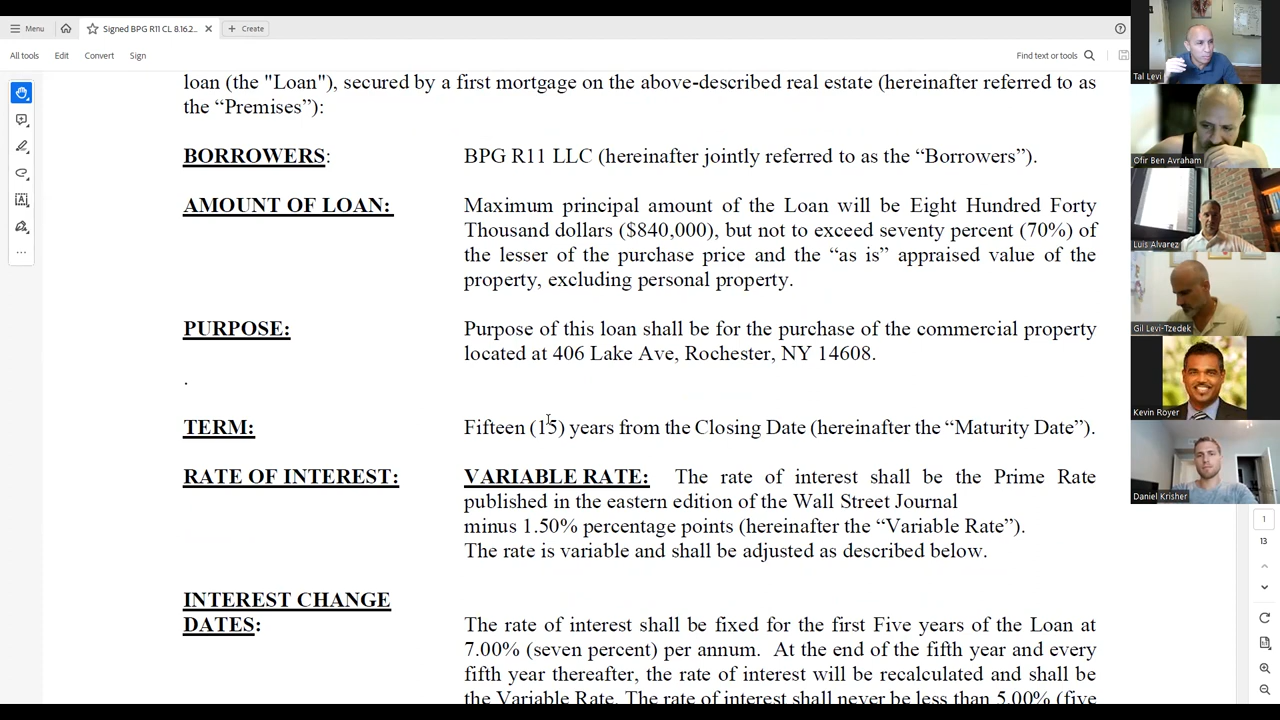 Menu
Signed BPG R11 CL 8.16.2...
Create
All tools
Edit
Convert
Sign
Find text or tools
loan (the "Loan"), secured by a first mortgage on the above-described real estate (hereinafter referred to as
the “Premises”):
BORROWERS:
BPG R11 LLC (hereinafter jointly referred to as the “Borrowers”).
AMOUNT OF LOAN:
Maximum principal amount of the Loan will be Eight Hundred Forty
Thousand dollars ($840,000), but not to exceed seventy percent (70%) of
the lesser of the purchase price and the “as is” appraised value of the
property, excluding personal property.
PURPOSE:
Purpose of this loan shall be for the purchase of the commercial property
located at 406 Lake Ave, Rochester, NY 14608.
.
TERM:
Fifteen (15) years from the Closing Date (hereinafter the “Maturity Date”).
RATE OF INTEREST:
VARIABLE RATE: The rate of interest shall be the Prime Rate
published in the eastern edition of the Wall Street Journal
minus 1.50% percentage points (hereinafter the “Variable Rate”).
The rate is variable and shall be adjusted as described below.
INTEREST CHANGE
DATES:
The rate of interest shall be fixed for the first Five years of the Loan at
7.00% (seven percent) per annum. At the end of the fifth year and every
fifth year thereafter, the rate of interest will be recalculated and shall be
the Variable Rate. The rate of interest shall never be less than 5.00% (five
Tal Levi
Ofir Ben Avraham
Luis Alvarez
Gil Levi-Tzedek
Kevin Royer
Daniel Krisher
1
13